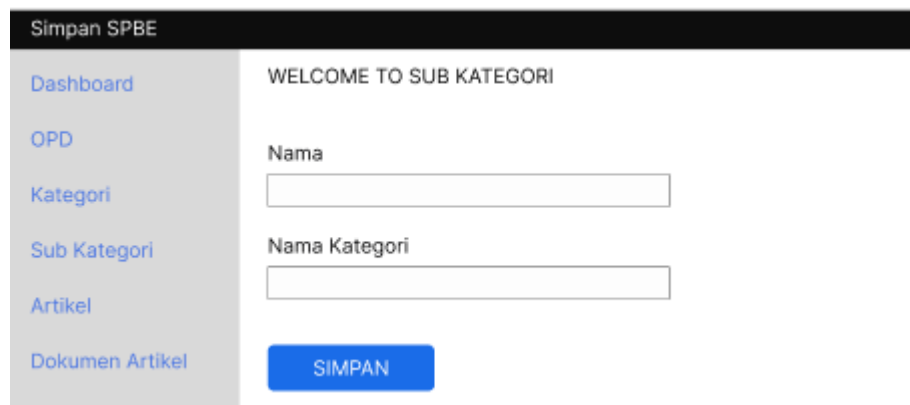 Simpan SPBE
Dashboard
OPD
Kategori
Sub Kategori
Artikel
Dokumen Artikel
WELCOME TO SUB KATEGORI
Nama
Nama Kategori
SIMPAN